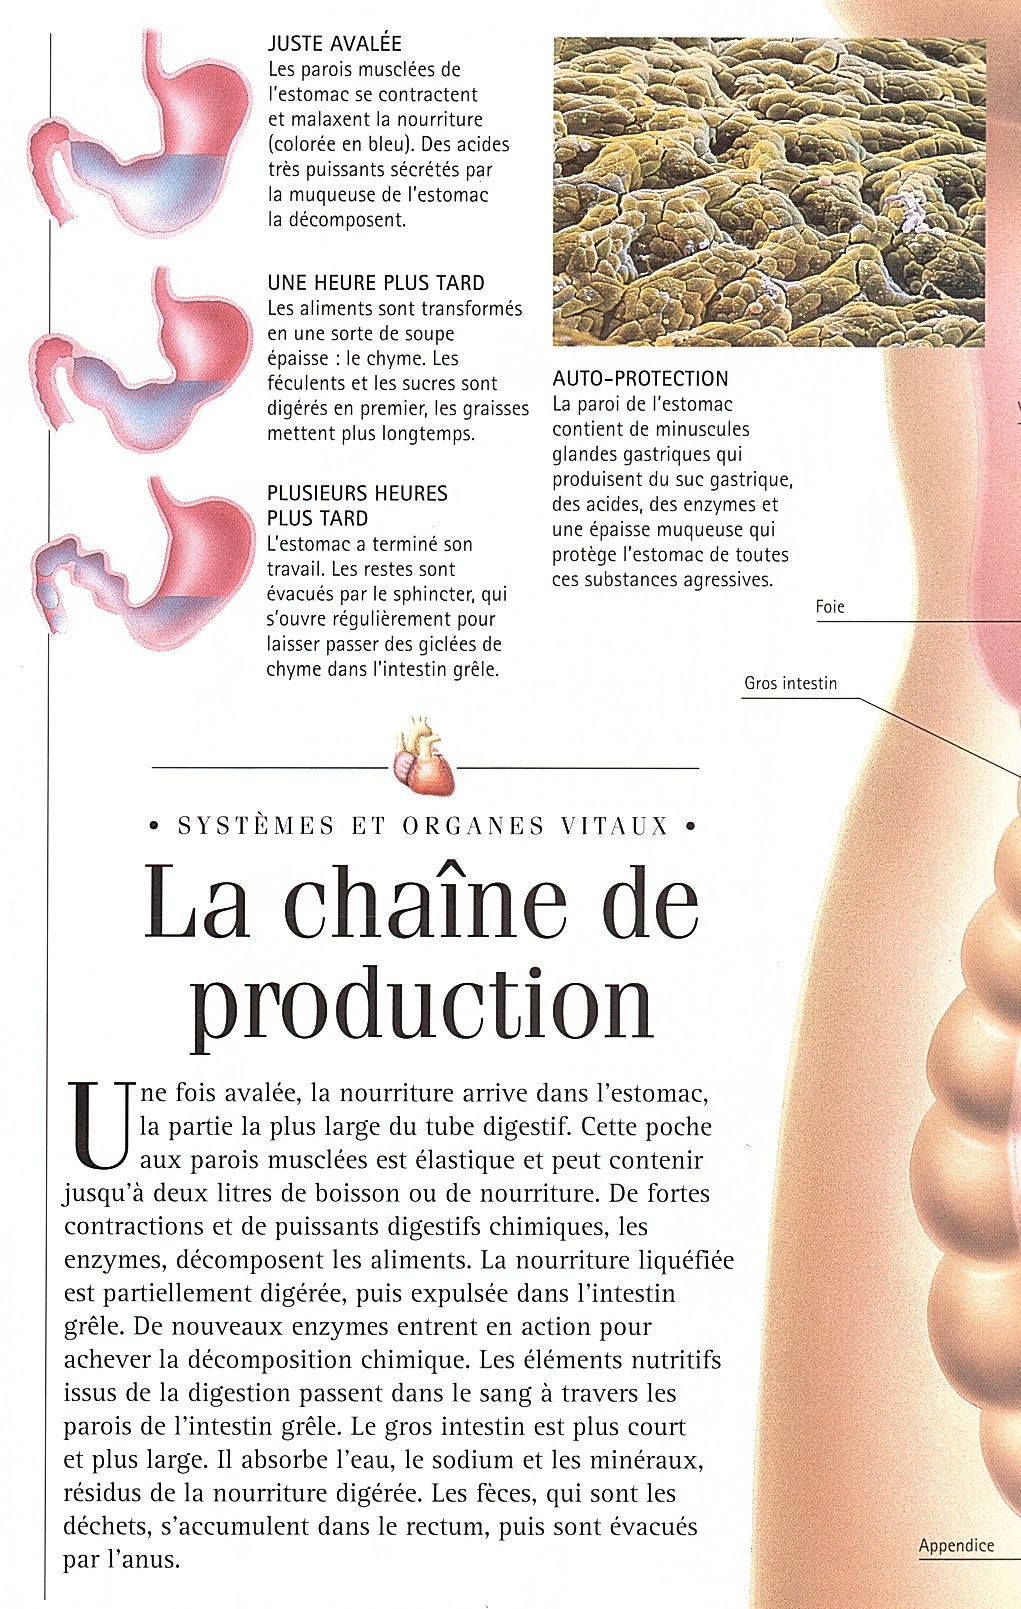 JUSTE AVALÉE
Les parois musclées de
l'estomac se contractent
et malaxent la nourriture
(colorée en bleu). Des acides
très puissants sécrétés par
la muqueuse de l'estomac
la décomposent.
UNE HEURE PLUS TARD
Les aliments sont transformés
en une sorte de soupe
épaisse : le chyme. Les
féculents et les sucres sont
digérés en premier, les graisses
mettent plus longtemps.
PLUSIEURS HEURES
PLUS TARD
L'estomac a terminé son
travail. Les restes sont
évacués par le sphincter, qui
s'ouvre régulièrement pour
laisser passer des giclées de
chyme dans l'intestin grêle.
AUTO-PROTECTION
La paroi de l'estomac
contient de minuscules
glandes gastriques qui
produisent du suc gastrique,
des acides, des enzymes et
une épaisse muqueuse qui
protège l'estomac de toutes
ces substances agressives.
Foie
Gros intestin
• SYSTÈMES ET ORGANES VITAUX •
La chaîne de
production
Une fois avalée, la nourriture arrive dans l'estomac,
la partie la plus large du tube digestif. Cette poche
aux parois musclées est élastique et peut contenir
jusqu'à deux litres de boisson ou de nourriture. De fortes
contractions et de puissants digestifs chimiques, les
enzymes, décomposent les aliments. La nourriture liquéfiée
est partiellement digérée, puis expulsée dans l'intestin
grêle. De nouveaux enzymes entrent en action pour
achever la décomposition chimique. Les éléments nutritifs
issus de la digestion passent dans le sang à travers les
parois de l'intestin grêle. Le gros intestin est plus court
et plus large. Il absorbe l'eau, le sodium et les minéraux,
résidus de la nourriture digérée. Les fèces, qui sont les
déchets, s'accumulent dans le rectum, puis sont évacués
par l'anus.
Appendice